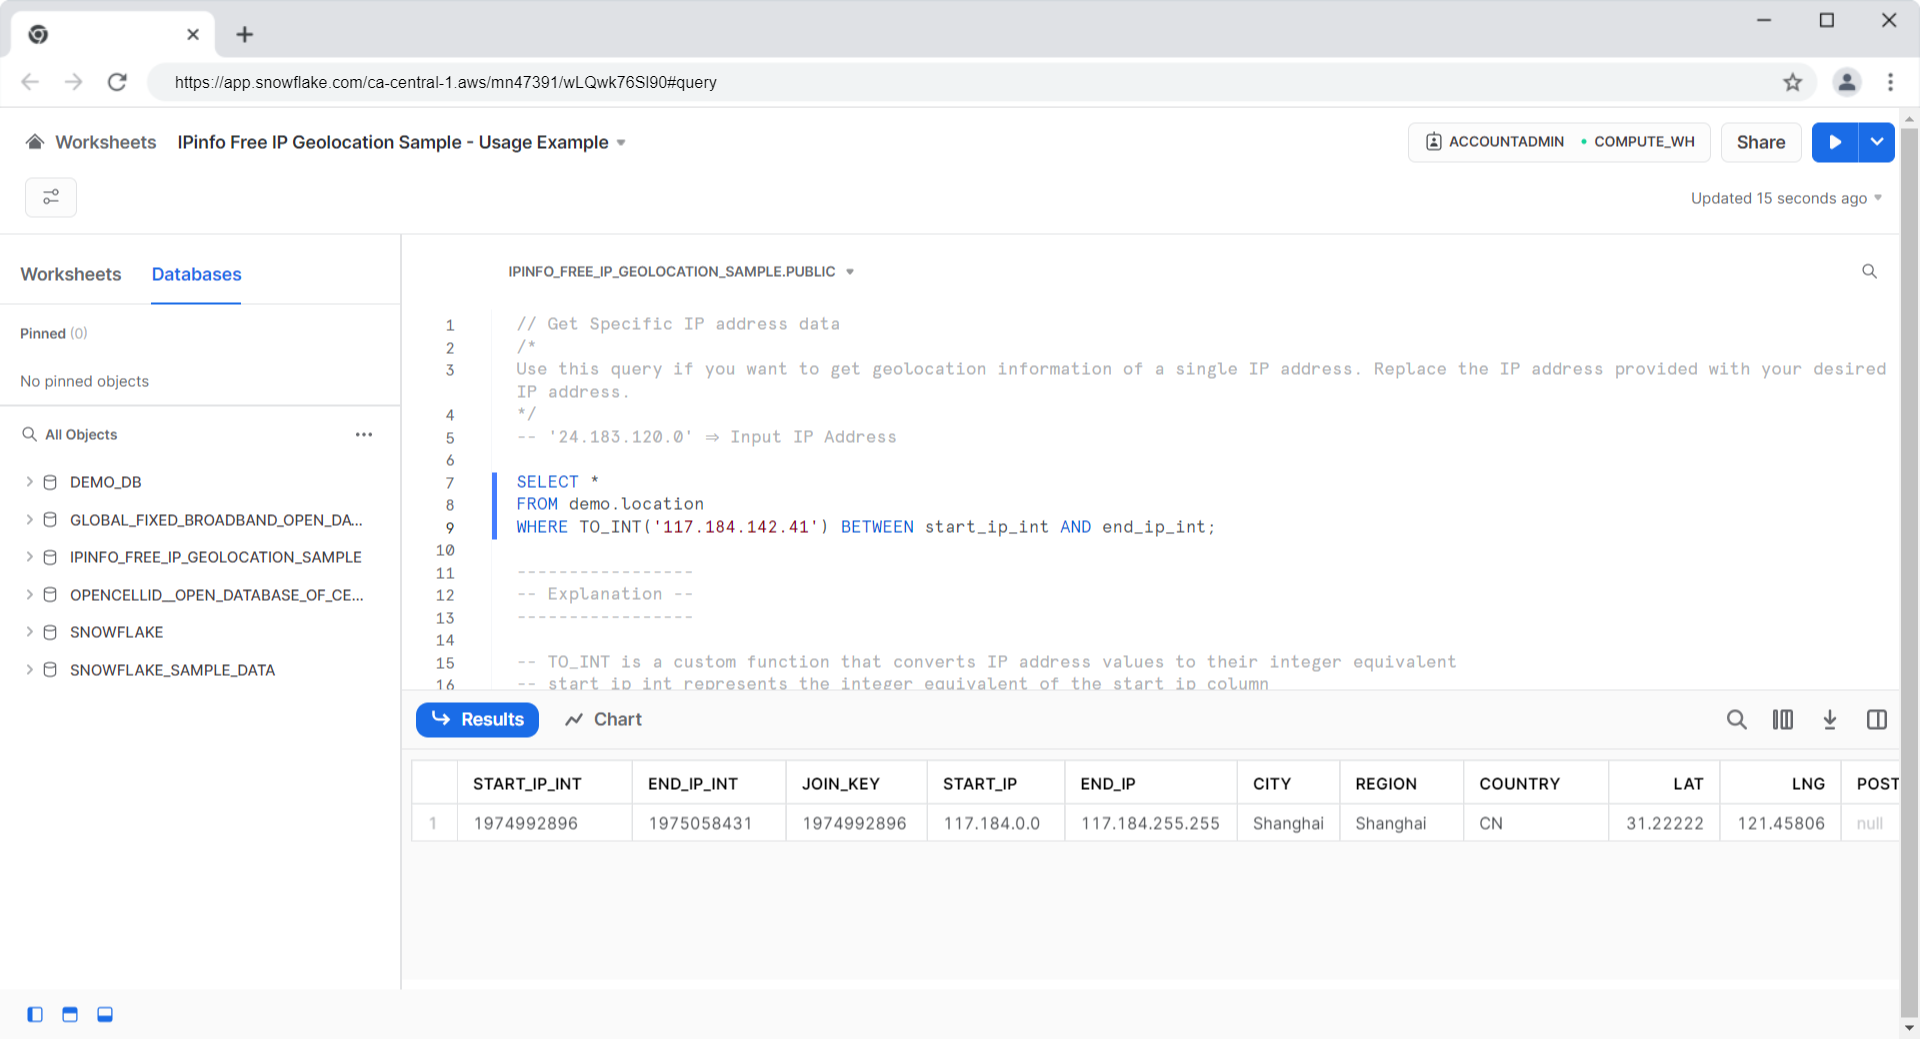 https://app.snowflake.com/ca-central-1.aws/mn47391/wLQwk76Sl90#query
Worksheets IPinfo Free IP Geolocation Sample - Usage Example
ACCOUNTADMIN • COMPUTE_WH Share
Updated 15 seconds ago
Worksheets Databases
Pinned (0)
No pinned objects
All Objects
DEMO_DB
GLOBAL_FIXED_BROADBAND_OPEN_DA...
IPINFO_FREE_IP_GEOLOCATION_SAMPLE
OPENCELLID__OPEN_DATABASE_OF_CE...
SNOWFLAKE
SNOWFLAKE_SAMPLE_DATA
IPINFO_FREE_IP_GEOLOCATION_SAMPLE.PUBLIC
1 // Get Specific IP address data
2 /*
3 Use this query if you want to get geolocation information of a single IP address. Replace the IP address provided with your desired
IP address.
4 */
5 -- '24.183.120.0' ⇒ Input IP Address
6
7 SELECT *
8 FROM demo.location
9 WHERE TO_INT('117.184.142.41') BETWEEN start_ip_int AND end_ip_int;
10
11 -----------------
12 -- Explanation --
13 -----------------
14
15 -- TO_INT is a custom function that converts IP address values to their integer equivalent
16 -- start_ip_int represents the integer equivalent of the start_ip column
Results Chart
START_IP_INT END_IP_INT JOIN_KEY START_IP END_IP CITY REGION COUNTRY LAT LNG POST
1 1974992896 1975058431 1974992896 117.184.0.0 117.184.255.255 Shanghai Shanghai CN 31.22222 121.45806 null